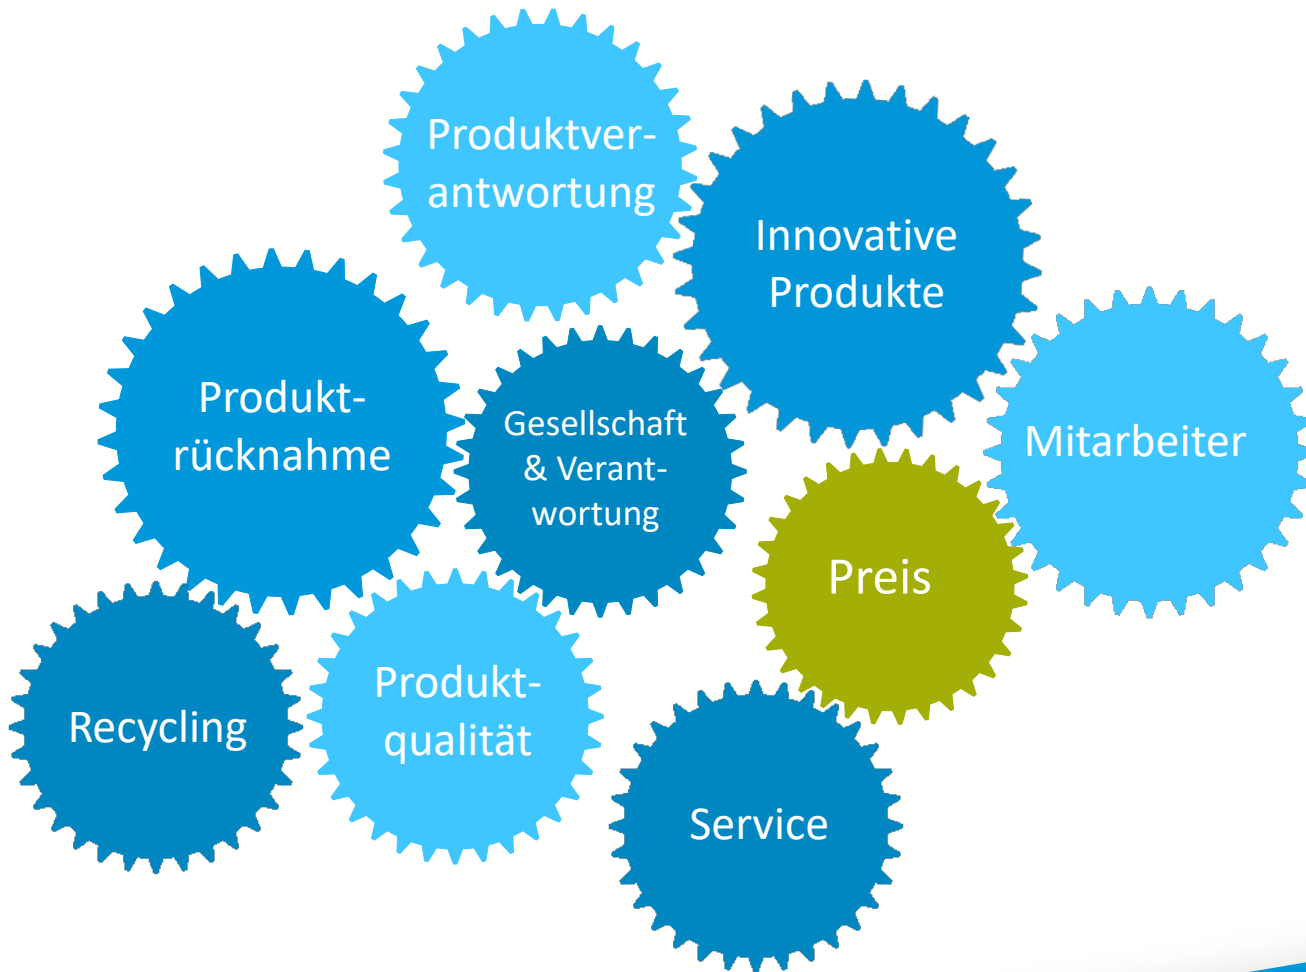 Produktver-
antwortung
Innovative
Produkte
Produkt-
rücknahme
Gesellschaft
& Verant-
wortung
Mitarbeiter
Preis
Recycling
Produkt-
qualität
Service